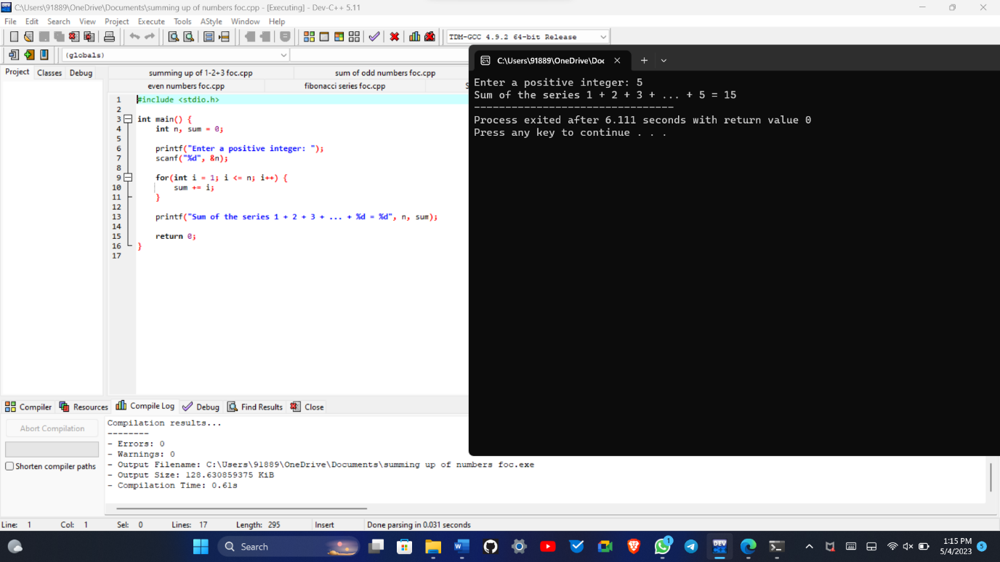 C:\Users\91889\OneDrive\Documents\summing up of numbers foc.cpp - [Executing] - Dev-C++ 5.11
File Edit Search View Project Execute Tools AStyle Window Help
TDM-GCC 4.9.2 64-bit Release
(globals)
Project Classes Debug
summing up of 1-2+3 foc.cpp sum of odd numbers foc.cpp
even numbers foc.cpp fibonacci series foc.cpp
1 #include <stdio.h>
2
3 int main() {
4 int n, sum = 0;
5
6 printf("Enter a positive integer: ");
7 scanf("%d", &n);
8
9 for(int i = 1; i <= n; i++) {
10 sum += i;
11 }
12
13 printf("Sum of the series 1 + 2 + 3 + ... + %d = %d", n, sum);
14
15 return 0;
16 }
17
C:\Users\91889\OneDrive\Doc
Enter a positive integer: 5
Sum of the series 1 + 2 + 3 + ... + 5 = 15
--------------------------------
Process exited after 6.111 seconds with return value 0
Press any key to continue . . .
Compiler Resources Compile Log Debug Find Results Close
Abort Compilation
Shorten compiler paths
Compilation results...
--------
- Errors: 0
- Warnings: 0
- Output Filename: C:\Users\91889\OneDrive\Documents\summing up of numbers foc.exe
- Output Size: 128.630859375 KiB
- Compilation Time: 0.61s
Line: 1 Col: 1 Sel: 0 Lines: 17 Length: 295 Insert Done parsing in 0.031 seconds
Search
DEV
1
1:15 PM
5/4/2023
5